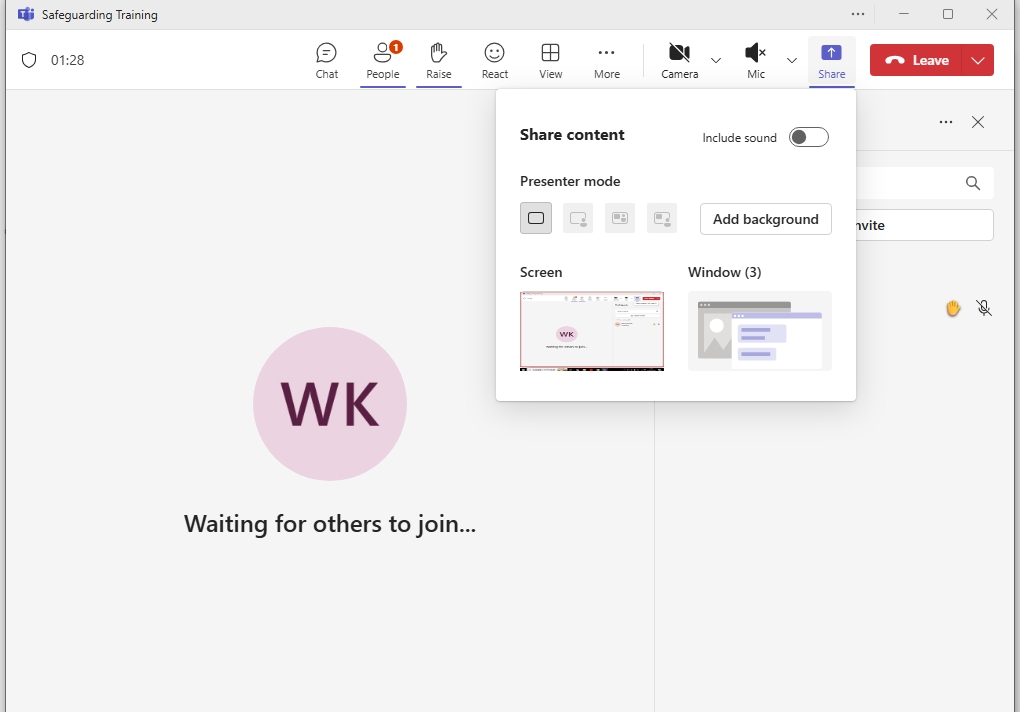 Safeguarding Training
01:28
Chat
People
1
Raise
React
View
More
Camera
Mic
Share
Leave
Share content
Include sound
Presenter mode
Add background
nvite
Screen
Window (3)
WK
Waiting for others to join...
WK
Waiting for others to join...